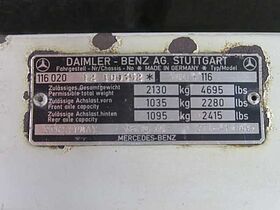 DAIMLER - BENZ AG. STUTTGART
Fahrgestell - Nr/Chassis - No ★ MADE IN GERMANY ★ Typ/Model
116 020 * 116
Zulässiges Gesamtgewicht
Permissible total weight 2130 kg 4695 lbs
Zulässige Achslast.vorn
Front axle capacity 1035 kg 2280 lbs
Zulässige Achslast.hinten
Rear axle capacity 1095 kg 2415 lbs
MERCEDES-BENZ